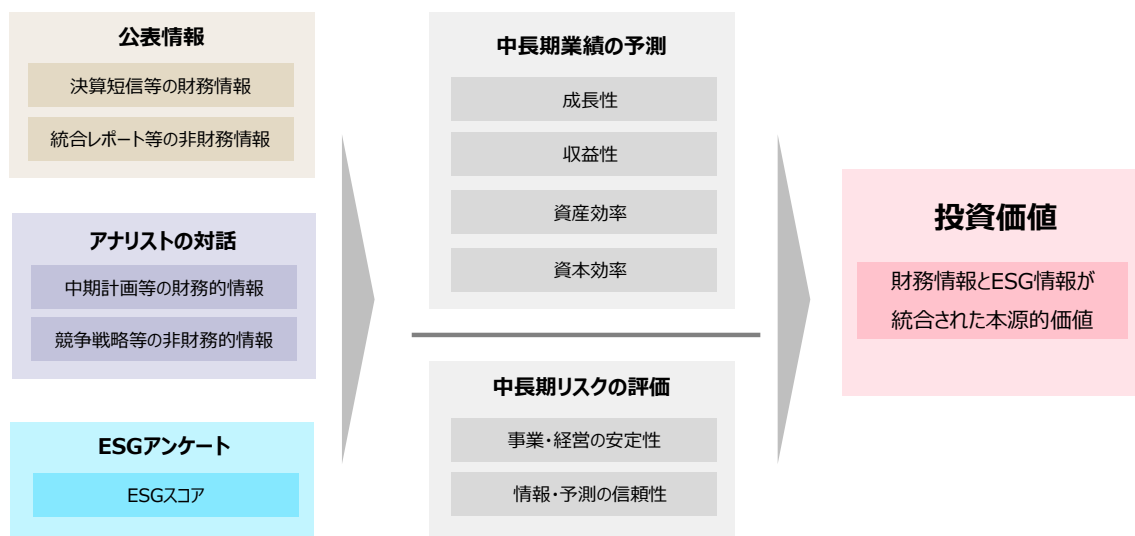 公表情報
決算短信等の財務情報
統合レポート等の非財務情報
アナリストの対話
中期計画等の財務的情報
競争戦略等の非財務的情報
ESGアンケート
ESGスコア
中長期業績の予測
成長性
収益性
資産効率
資本効率
中長期リスクの評価
事業・経営の安定性
情報・予測の信頼性
投資価値
財務情報とESG情報が
統合された本源的価値